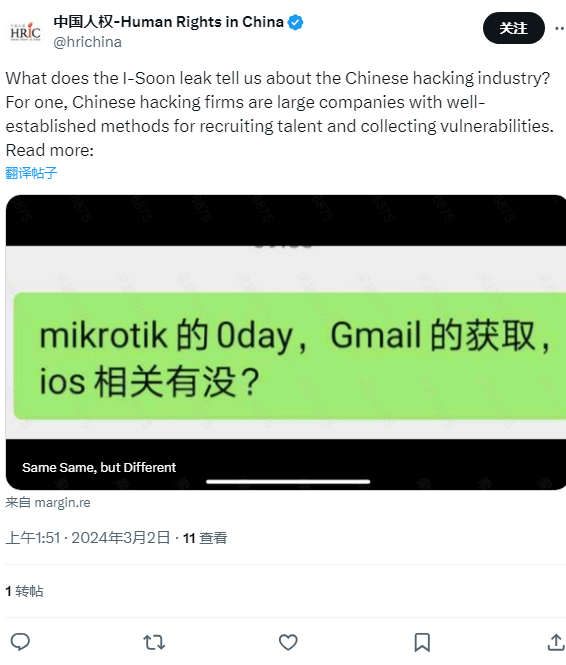 中国人权-Human Rights in China
@hrichina
关注
What does the I-Soon leak tell us about the Chinese hacking industry?
For one, Chinese hacking firms are large companies with well-
established methods for recruiting talent and collecting vulnerabilities.
Read more:
翻译帖子
mikrotik 的 0day，Gmail 的获取，
ios 相关有没？
Same Same, but Different
来自 margin.re
上午1:51 · 2024年3月2日 · 11 查看
1 转帖